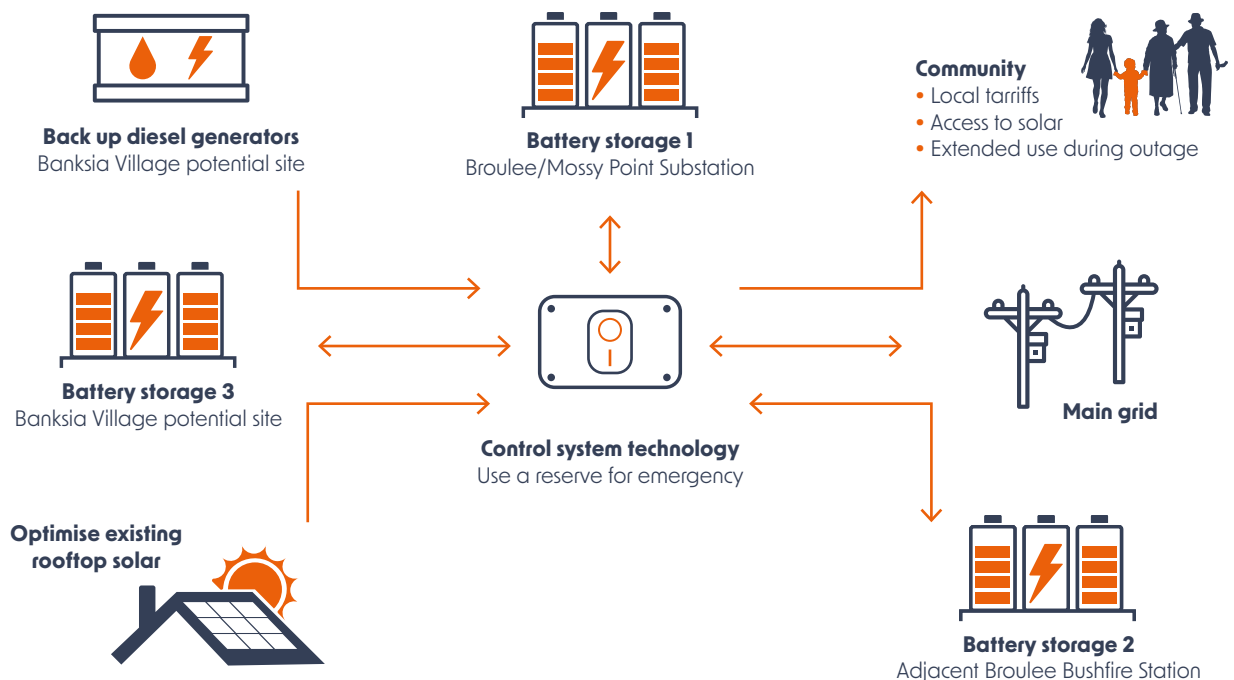 Back up diesel generators
Banksia Village potential site
Battery storage 1
Broulee/Mossy Point Substation
Community
• Local tarriffs
• Access to solar
• Extended use during outage
Battery storage 3
Banksia Village potential site
Control system technology
Use a reserve for emergency
Main grid
Optimise existing
rooftop solar
Battery storage 2
Adjacent Broulee Bushfire Station